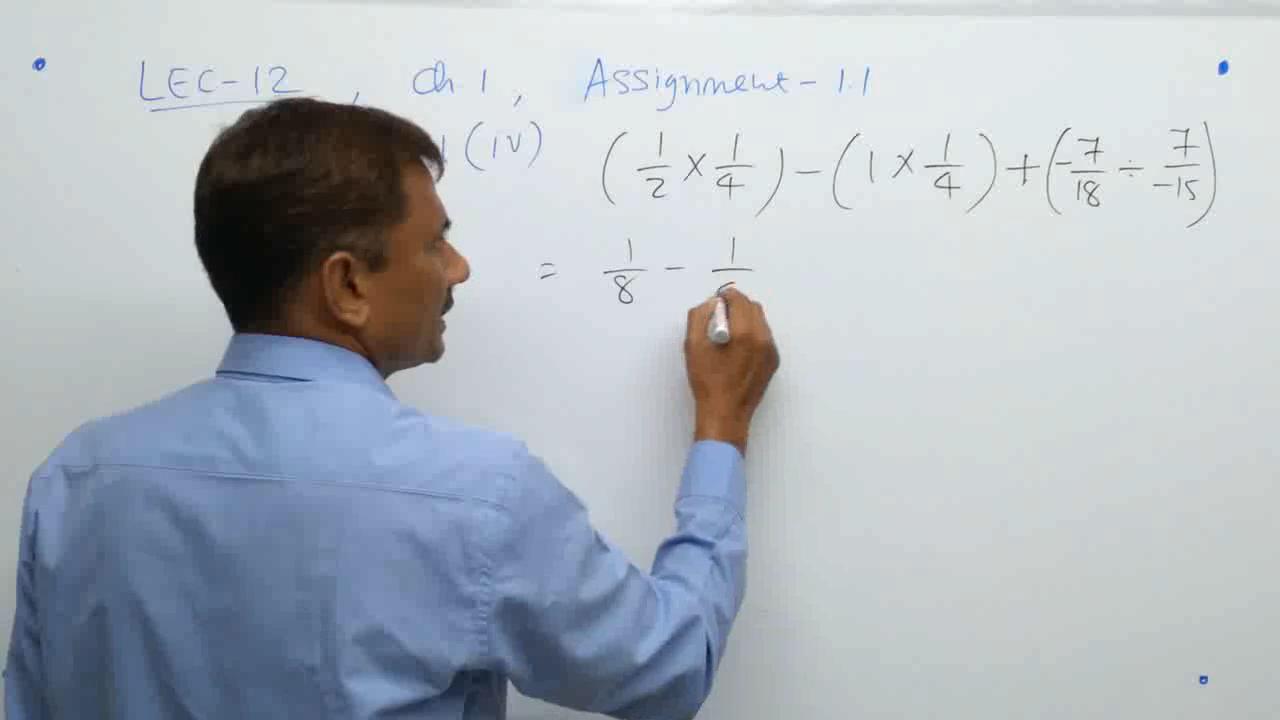 LEC-12, Ch 1, Assignment - 1.1
(IV) (1/2 × 1/4) - (1 × 1/4) + (-7/18 ÷ 7/-15)
= 1/8 - 1/